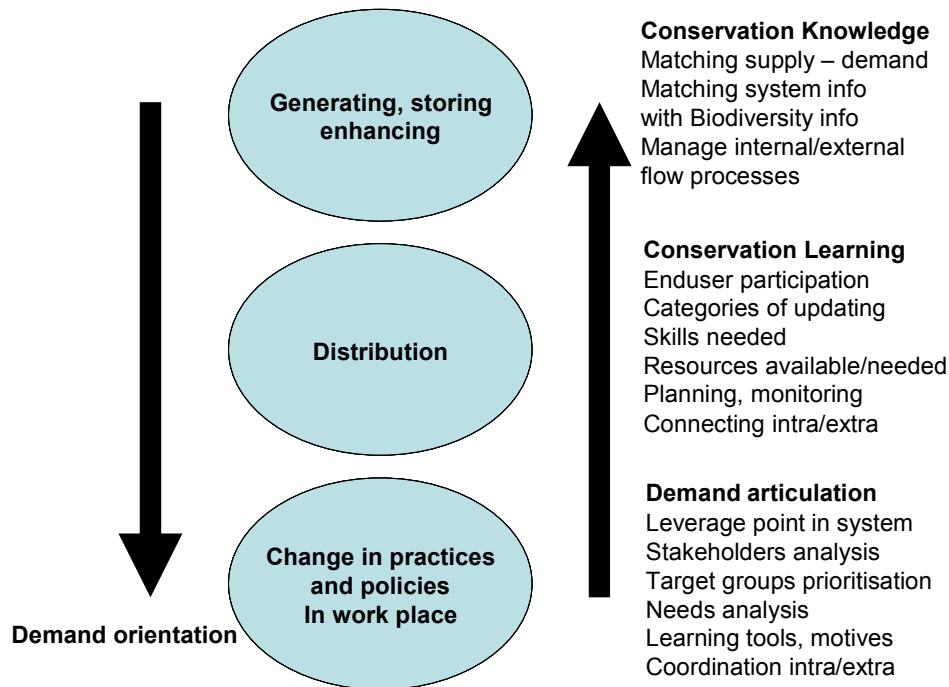 Conservation Knowledge
Matching supply – demand
Matching system info
with Biodiversity info
Manage internal/external
flow processes
Generating, storing
enhancing
Conservation Learning
Enduser participation
Categories of updating
Skills needed
Resources available/needed
Planning, monitoring
Connecting intra/extra
Distribution
Demand articulation
Leverage point in system
Stakeholders analysis
Target groups prioritisation
Needs analysis
Learning tools, motives
Coordination intra/extra
Change in practices
and policies
In work place
Demand orientation